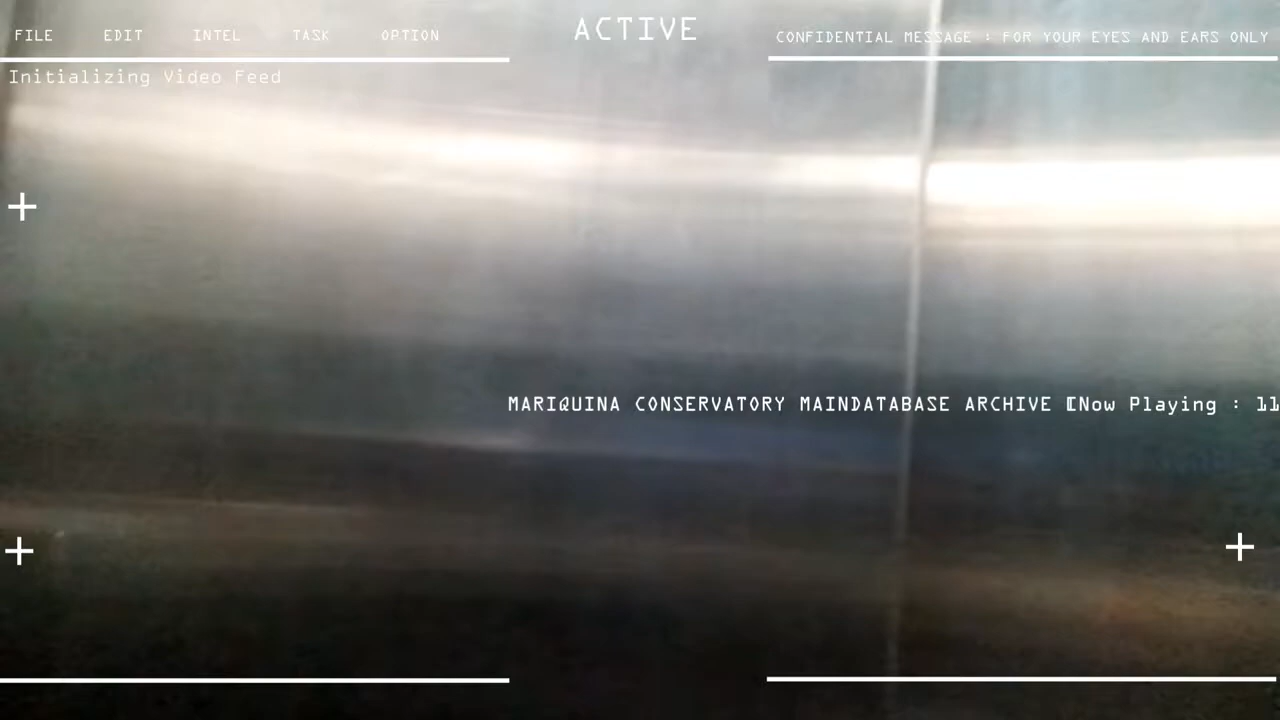 FILE EDIT INTEL TASK OPTION
ACTIVE
CONFIDENTIAL MESSAGE : FOR YOUR EYES AND EARS ONLY
Initializing Video Feed
MARIQUINA CONSERVATORY MAINDATABASE ARCHIVE [Now Playing : 11